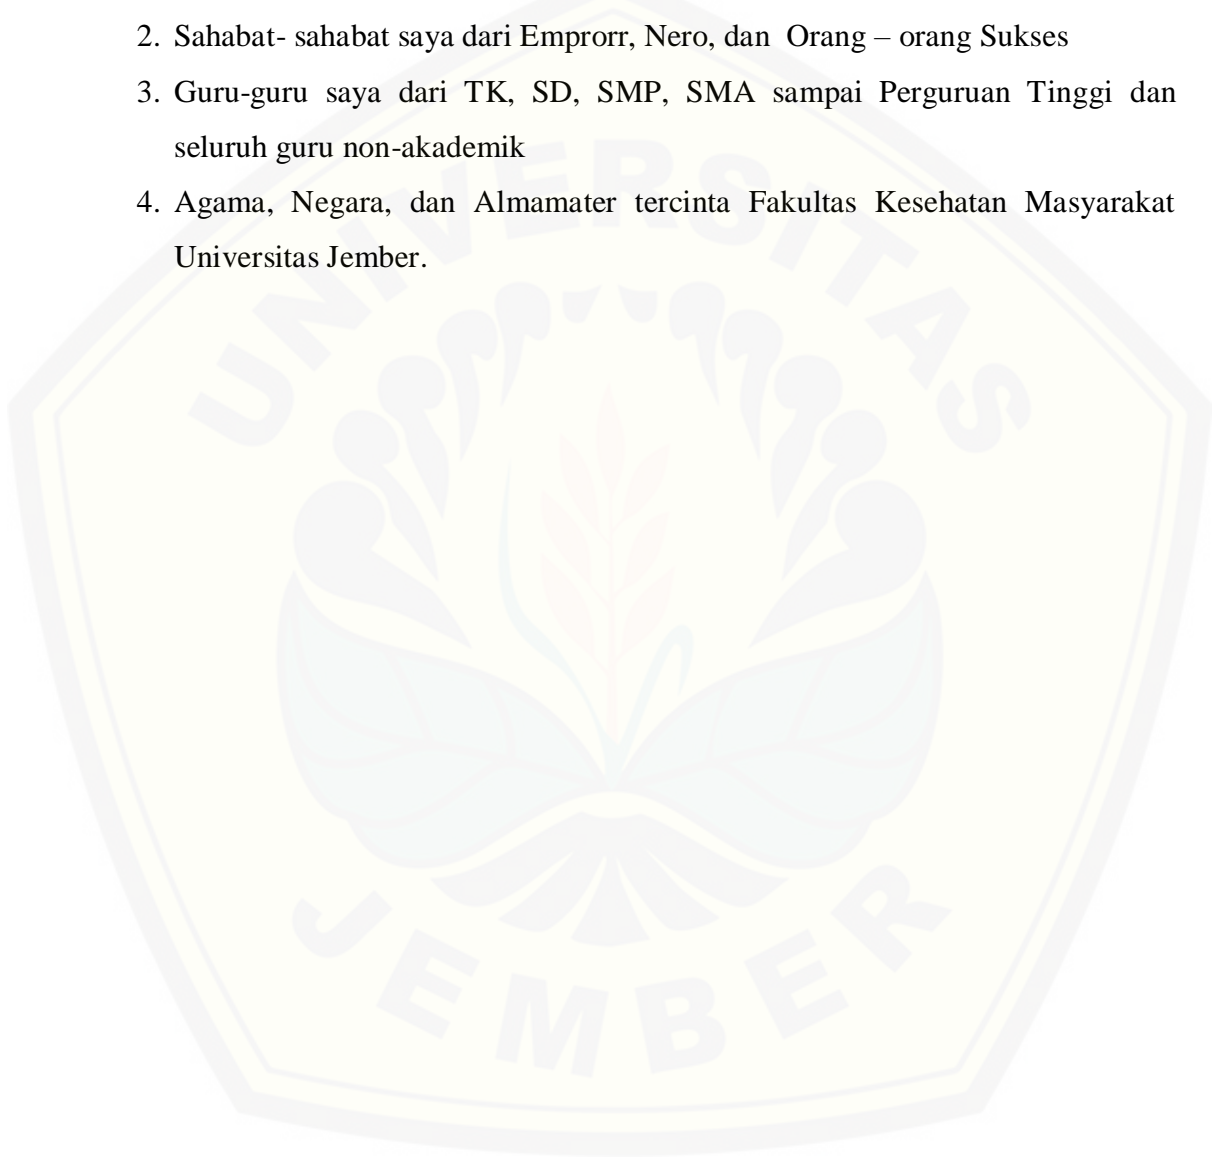 2. Sahabat- sahabat saya dari Emprorr, Nero, dan Orang – orang Sukses
3. Guru-guru saya dari TK, SD, SMP, SMA sampai Perguruan Tinggi dan
seluruh guru non-akademik
4. Agama, Negara, dan Almamater tercinta Fakultas Kesehatan Masyarakat
Universitas Jember.
UNIVERSITAS
JEMBER